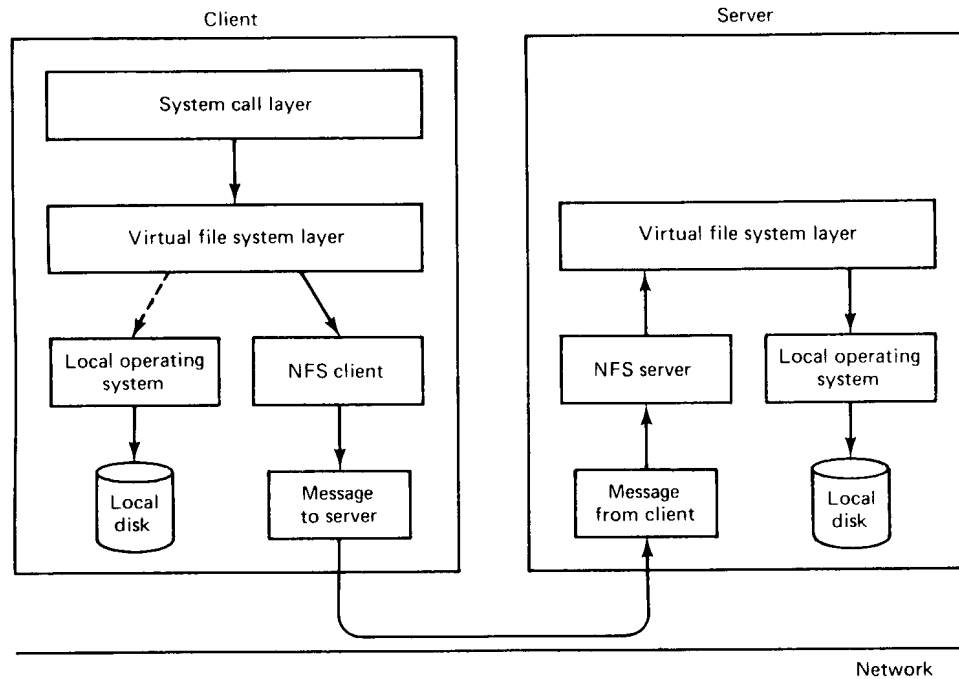 Client
System call layer
Virtual file system layer
Local operating
system
NFS client
Local
disk
Message
to server
Server
Virtual file system layer
NFS server
Local operating
system
Message
from client
Local
disk
Network